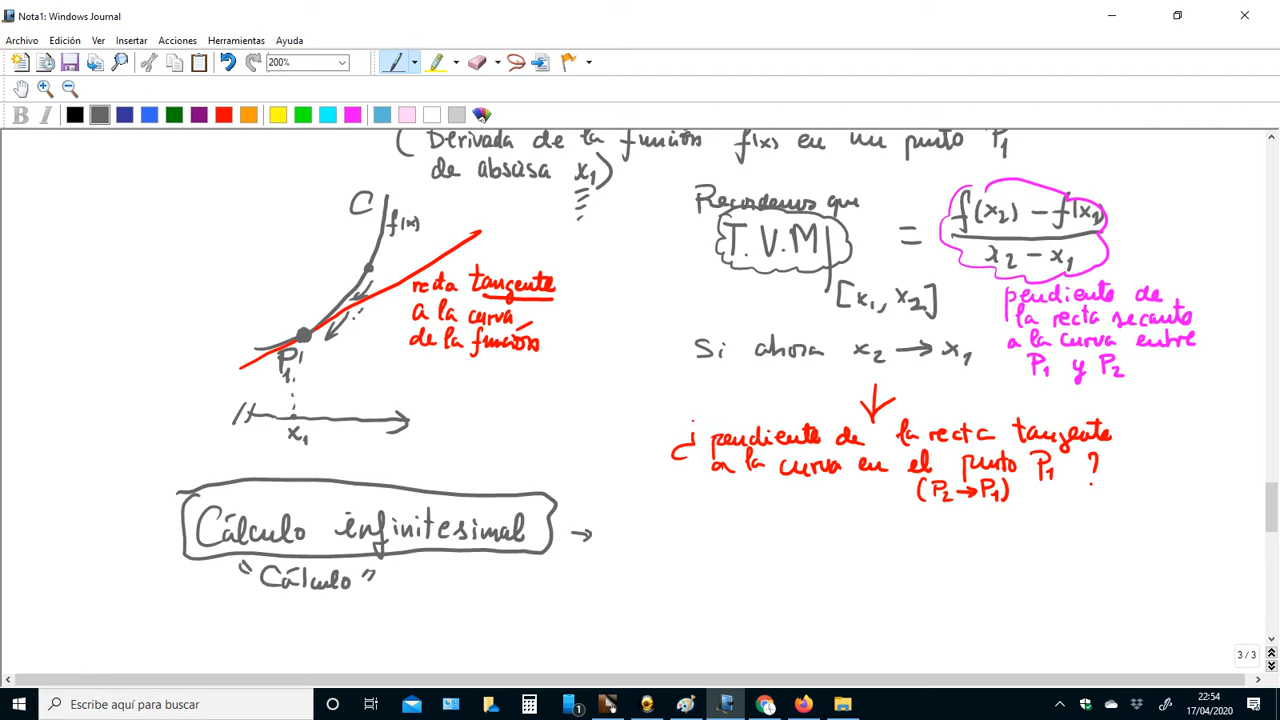 Nota1: Windows Journal
Archivo Edición Ver Insertar Acciones Herramientas Ayuda
200%
B I
( Derivada de la función f(x) en un punto P1
de abscisa x1)
C
f(x)
recta tangente
a la curva
de la función
P1
x1
Recordemos que
T.V.M [x1, x2] = f(x2) - f(x1) / x2 - x1
pendiente de
la recta secante
a la curva entre
P1 y P2
Si ahora x2 → x1
¿ pendiente de la recta tangente
a la curva en el punto P1 ?
(P2 → P1)
Cálculo infinitesimal →
"Cálculo"
3 / 3
Escribe aquí para buscar
1
22:54
17/04/2020